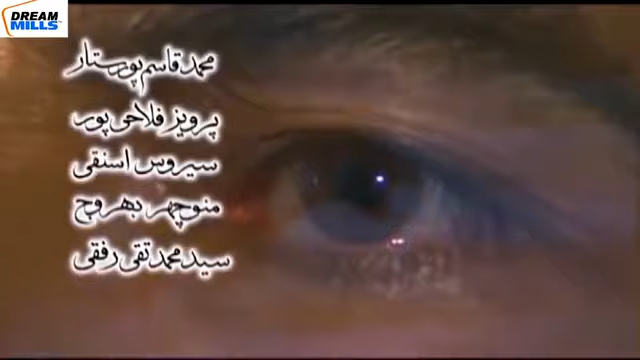 DREAM
MILLS
محمد قاسم پورستار
پرویز فلاحی پور
سیروس اسنقی
منوچهر بهروج
سید محمد تقی رفقی